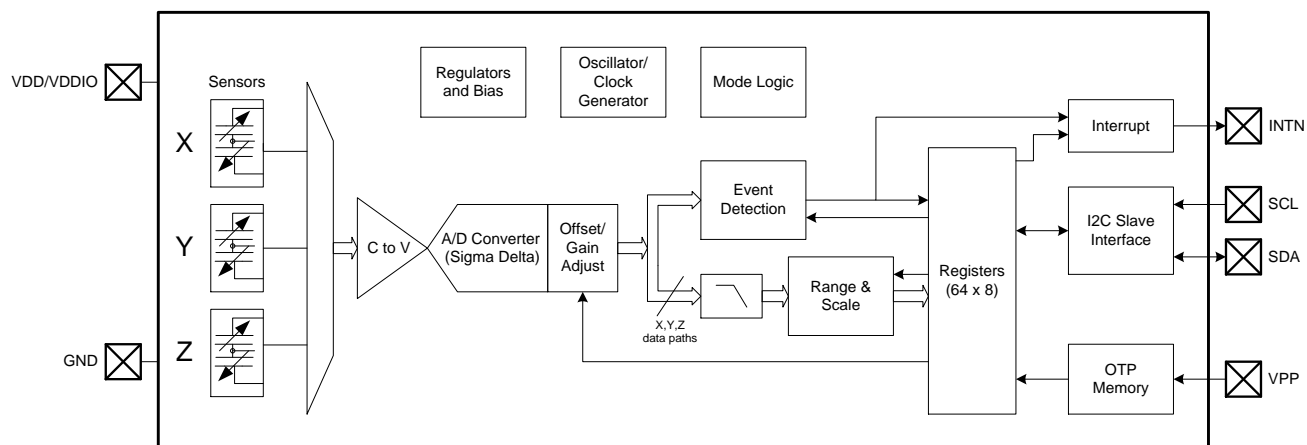 VDD/VDDIO
GND
Sensors
X
Y
Z
C to V
A/D Converter
(Sigma Delta)
Offset/
Gain
Adjust
Regulators
and Bias
Oscillator/
Clock
Generator
Mode Logic
Event
Detection
X,Y,Z
data paths
Range &
Scale
Registers
(64 x 8)
Interrupt
I2C Slave
Interface
OTP
Memory
INTN
SCL
SDA
VPP